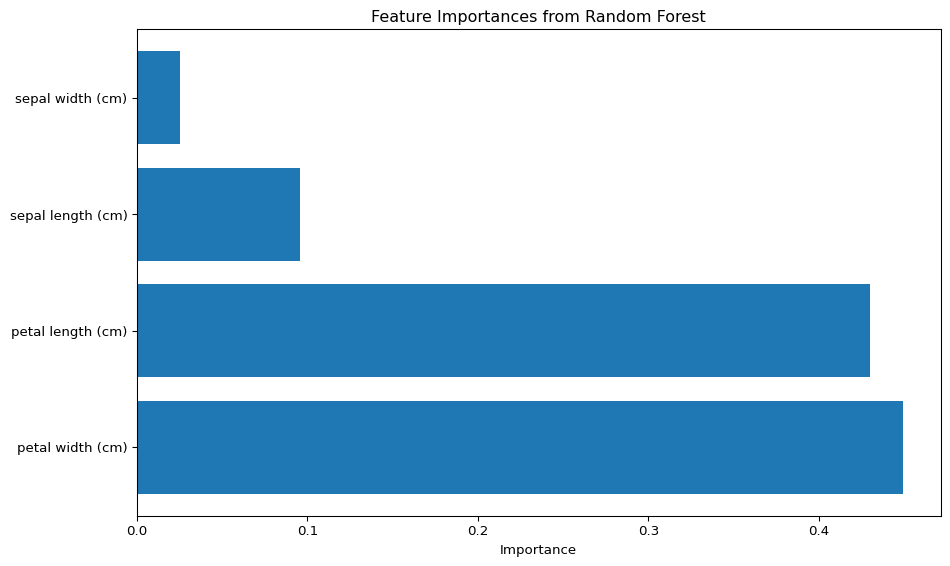 Feature Importances from Random Forest
sepal width (cm)
sepal length (cm)
petal length (cm)
petal width (cm)
0.0 0.1 0.2 0.3 0.4
Importance